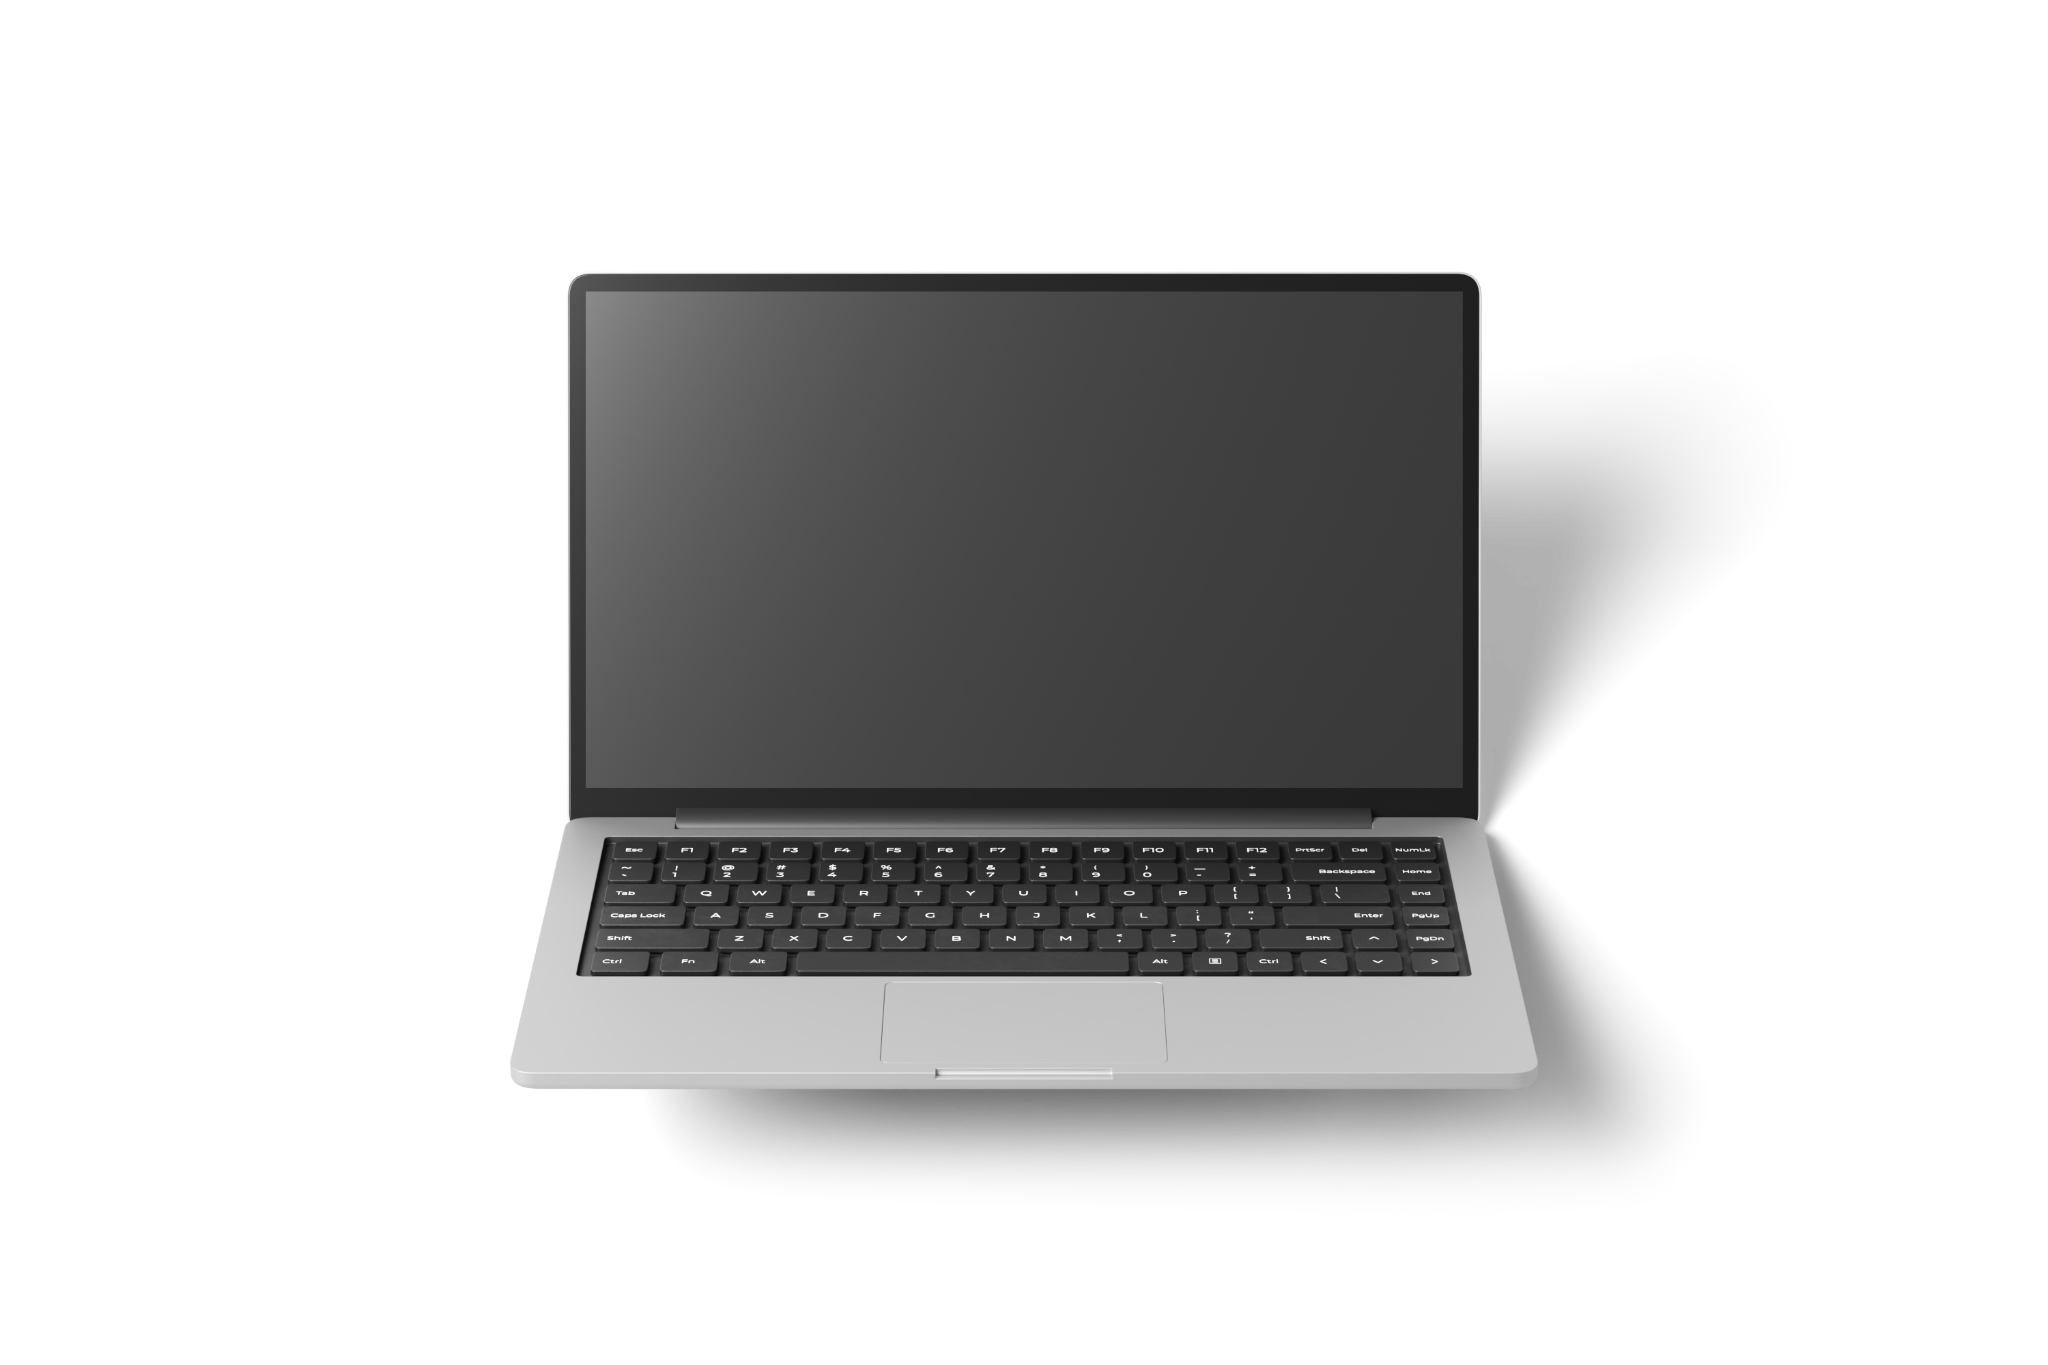 Esc F1 F2 F3 F4 F5 F6 F7 F8 F9 F10 F11 F12 PrtScr Del NumLk
~ ! @ # $ % ^ & * ( ) — +
` 1 2 3 4 5 6 7 8 9 0 - = Backspace Home
Tab Q W E R T Y U I O P { } | End
[ ] \
Caps Lock A S D F G H J K L : " Enter PgUp
Shift Z X C V B N M < > ? Shift ^ PgDn
, . /
Ctrl Fn Alt Alt Ctrl < ⌄ >